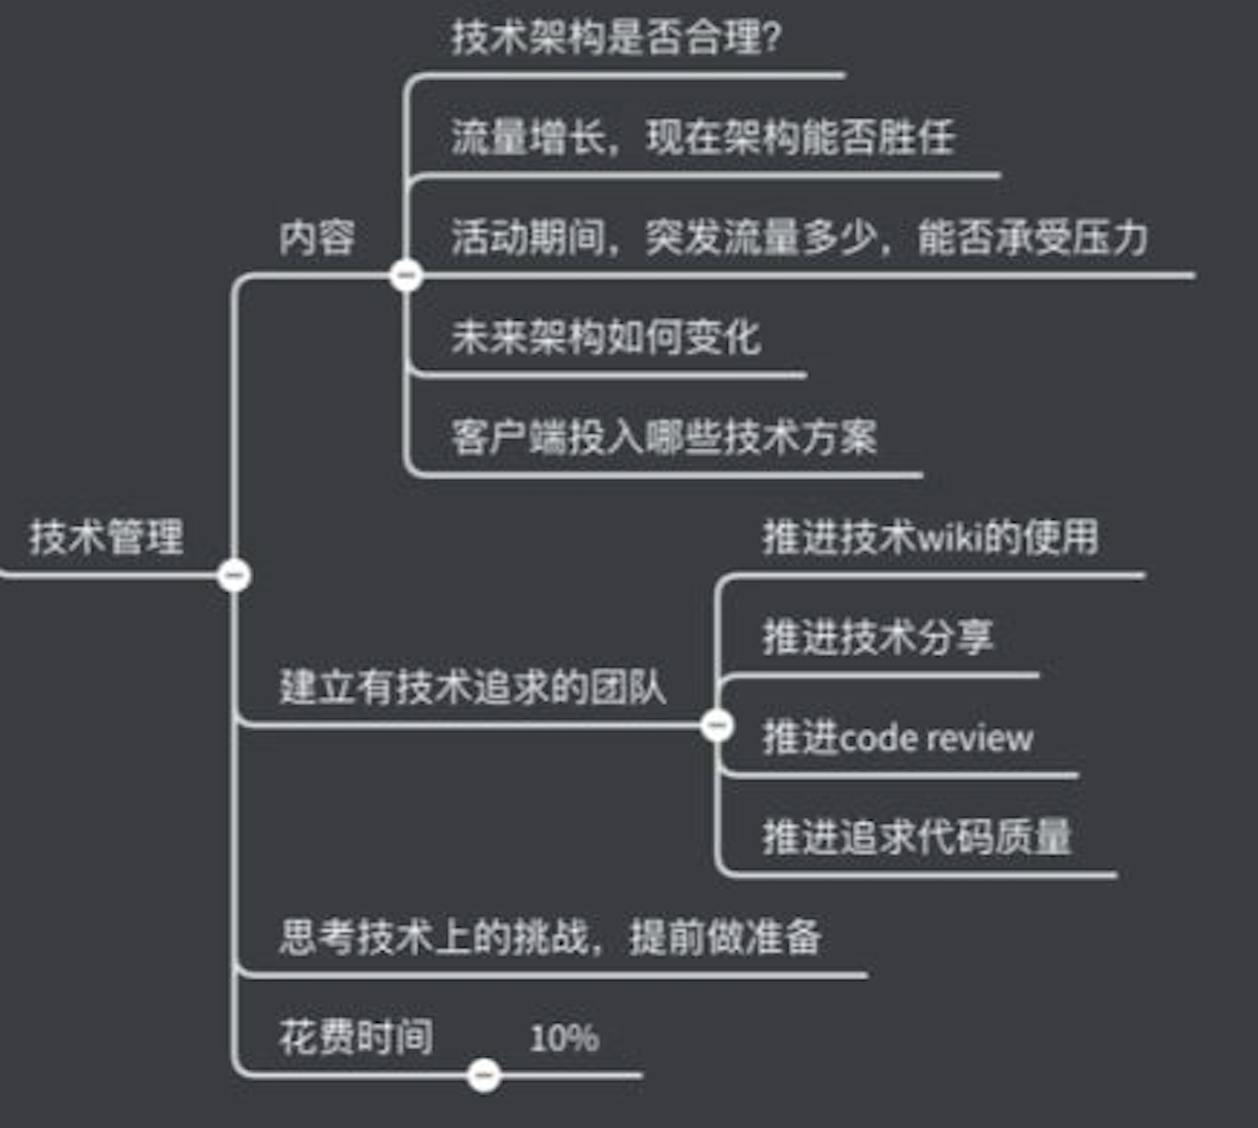 技术架构是否合理?
流量增长，现在架构能否胜任
内容
活动期间，突发流量多少，能否承受压力
未来架构如何变化
客户端投入哪些技术方案
技术管理
推进技术wiki的使用
推进技术分享
建立有技术追求的团队
推进code review
推进追求代码质量
思考技术上的挑战，提前做准备
花费时间
10%